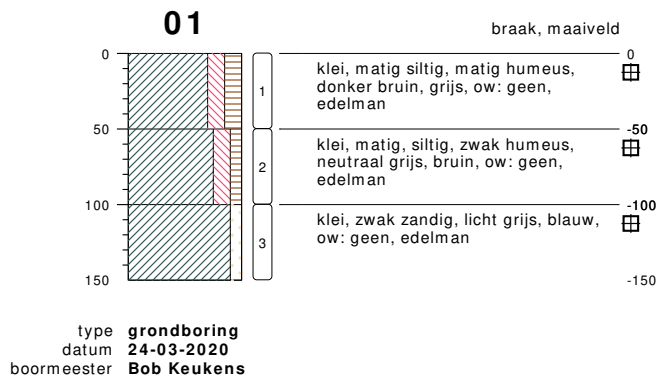 01
braak, maaiveld
0
0
klei, matig siltig, matig humeus,
donker bruin, grijs, ow: geen,
edelman
1
50
-50
klei, matig, siltig, zwak humeus,
neutraal grijs, bruin, ow: geen,
edelman
2
100
-100
klei, zwak zandig, licht grijs, blauw,
ow: geen, edelman
3
150
-150
type grondboring
datum 24-03-2020
boormeester Bob Keukens